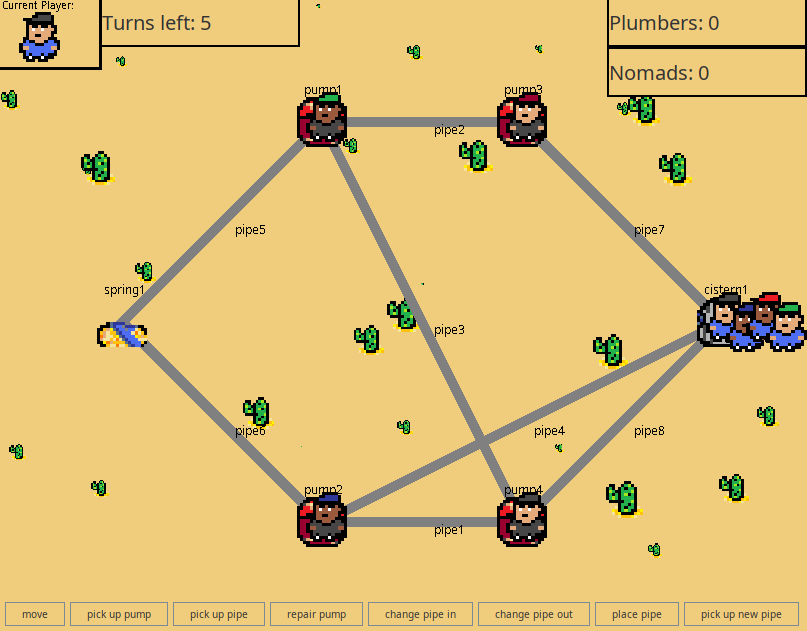 Current Player:
Turns left: 5
Plumbers: 0
Nomads: 0
pump1
pump3
pipe2
pipe5
pipe7
spring1
cistern1
pipe3
pipe6
pipe4
pipe8
pump2
pump4
pipe1
move
pick up pump
pick up pipe
repair pump
change pipe in
change pipe out
place pipe
pick up new pipe